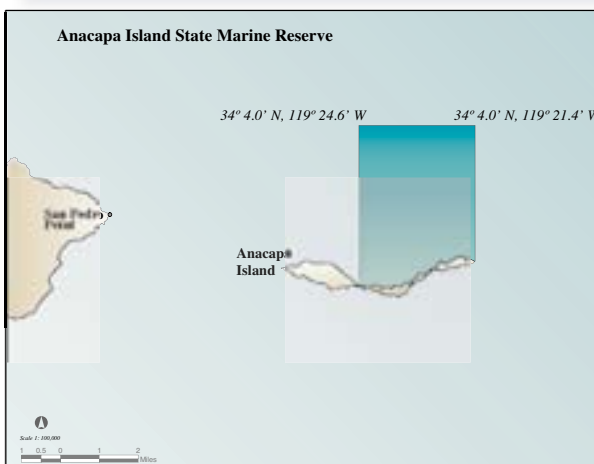 Anacapa Island State Marine Reserve
34º 4.0' N, 119º 24.6' W
34º 4.0' N, 119º 21.4' W
San Pedro
Point
Anacapa
Island
Scale 1: 100,000
1 0.5 0 1 2
Miles